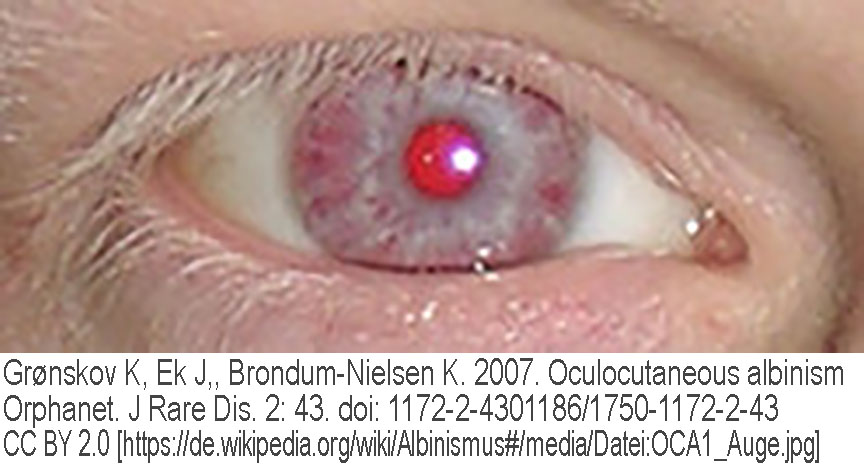 Grønskov K, Ek J,, Brondum-Nielsen K. 2007. Oculocutaneous albinism
Orphanet. J Rare Dis. 2: 43. doi: 1172-2-4301186/1750-1172-2-43
CC BY 2.0 [https://de.wikipedia.org/wiki/Albinismus#/media/Datei:OCA1_Auge.jpg]